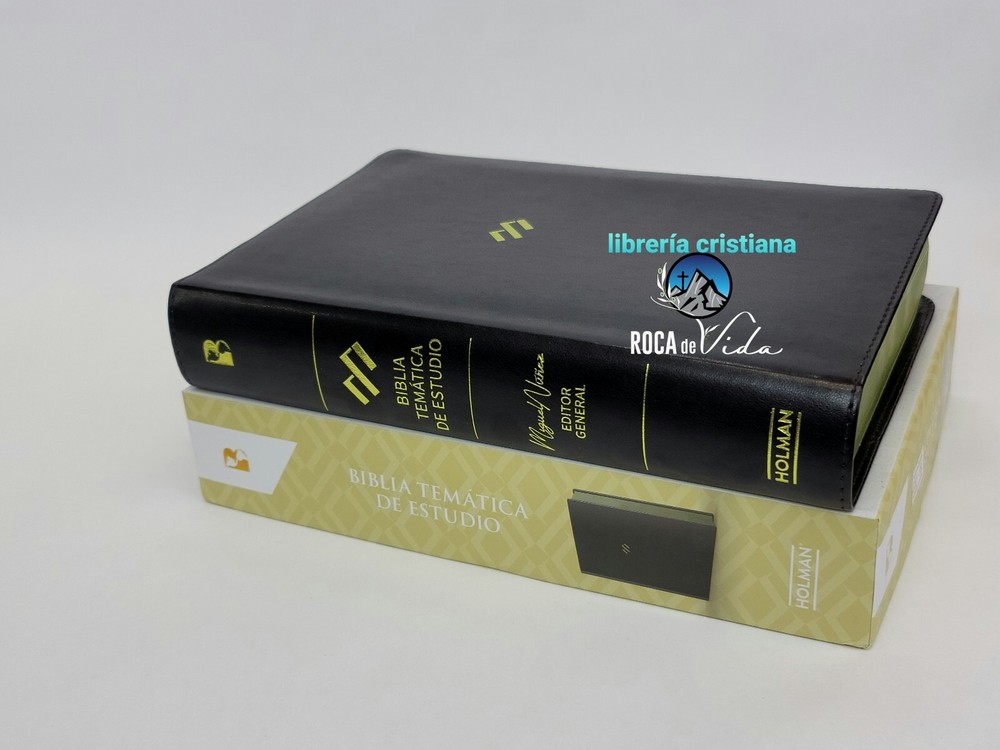 librería cristiana
ROCA de Vida
BIBLIA
TEMÁTICA
DE ESTUDIO
Miguel Núñez
EDITOR
GENERAL
HOLMAN
BIBLIA TEMÁTICA
DE ESTUDIO
HOLMAN